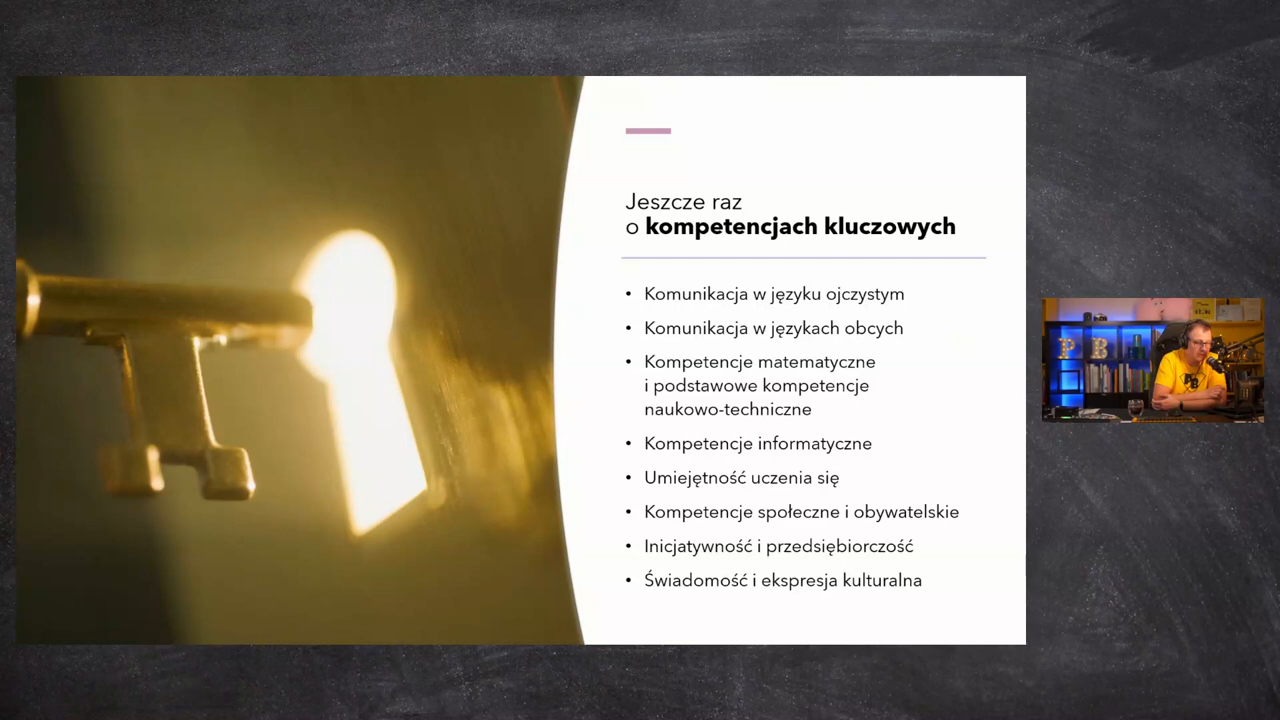 Jeszcze raz
o kompetencjach kluczowych
• Komunikacja w języku ojczystym
• Komunikacja w językach obcych
• Kompetencje matematyczne
i podstawowe kompetencje
naukowo-techniczne
• Kompetencje informatyczne
• Umiejętność uczenia się
• Kompetencje społeczne i obywatelskie
• Inicjatywność i przedsiębiorczość
• Świadomość i ekspresja kulturalna
P B
PB